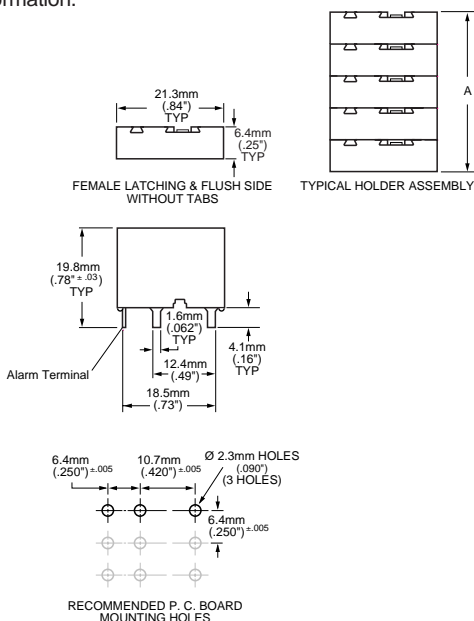 ormation.
21.3mm
(.84")
TYP
6.4mm
(.25")
TYP
FEMALE LATCHING & FLUSH SIDE
WITHOUT TABS
A
TYPICAL HOLDER ASSEMBLY
19.8mm
(.78" ± .03)
TYP
1.6mm
(.062")
TYP
4.1mm
(.16")
TYP
Alarm Terminal
12.4mm
(.49")
18.5mm
(.73")
6.4mm
(.250") ±.005
10.7mm
(.420") ±.005
Ø 2.3mm HOLES
(.090")
(3 HOLES)
6.4mm
(.250") ±.005
RECOMMENDED P. C. BOARD
MOUNTING HOLES